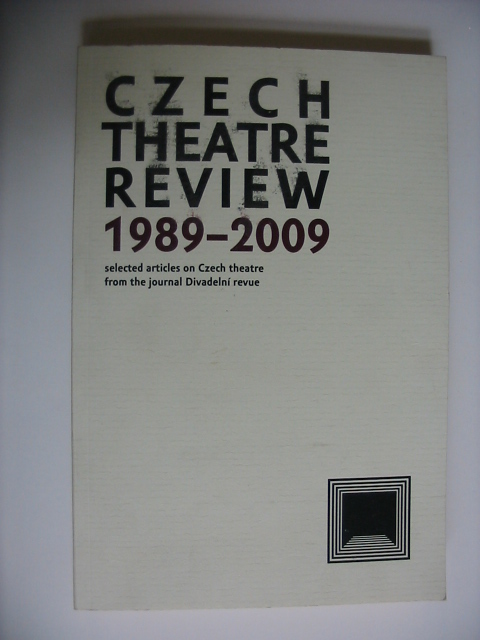 CZECH
THEATRE
REVIEW
1989–2009
selected articles on Czech theatre
from the journal Divadelní revue